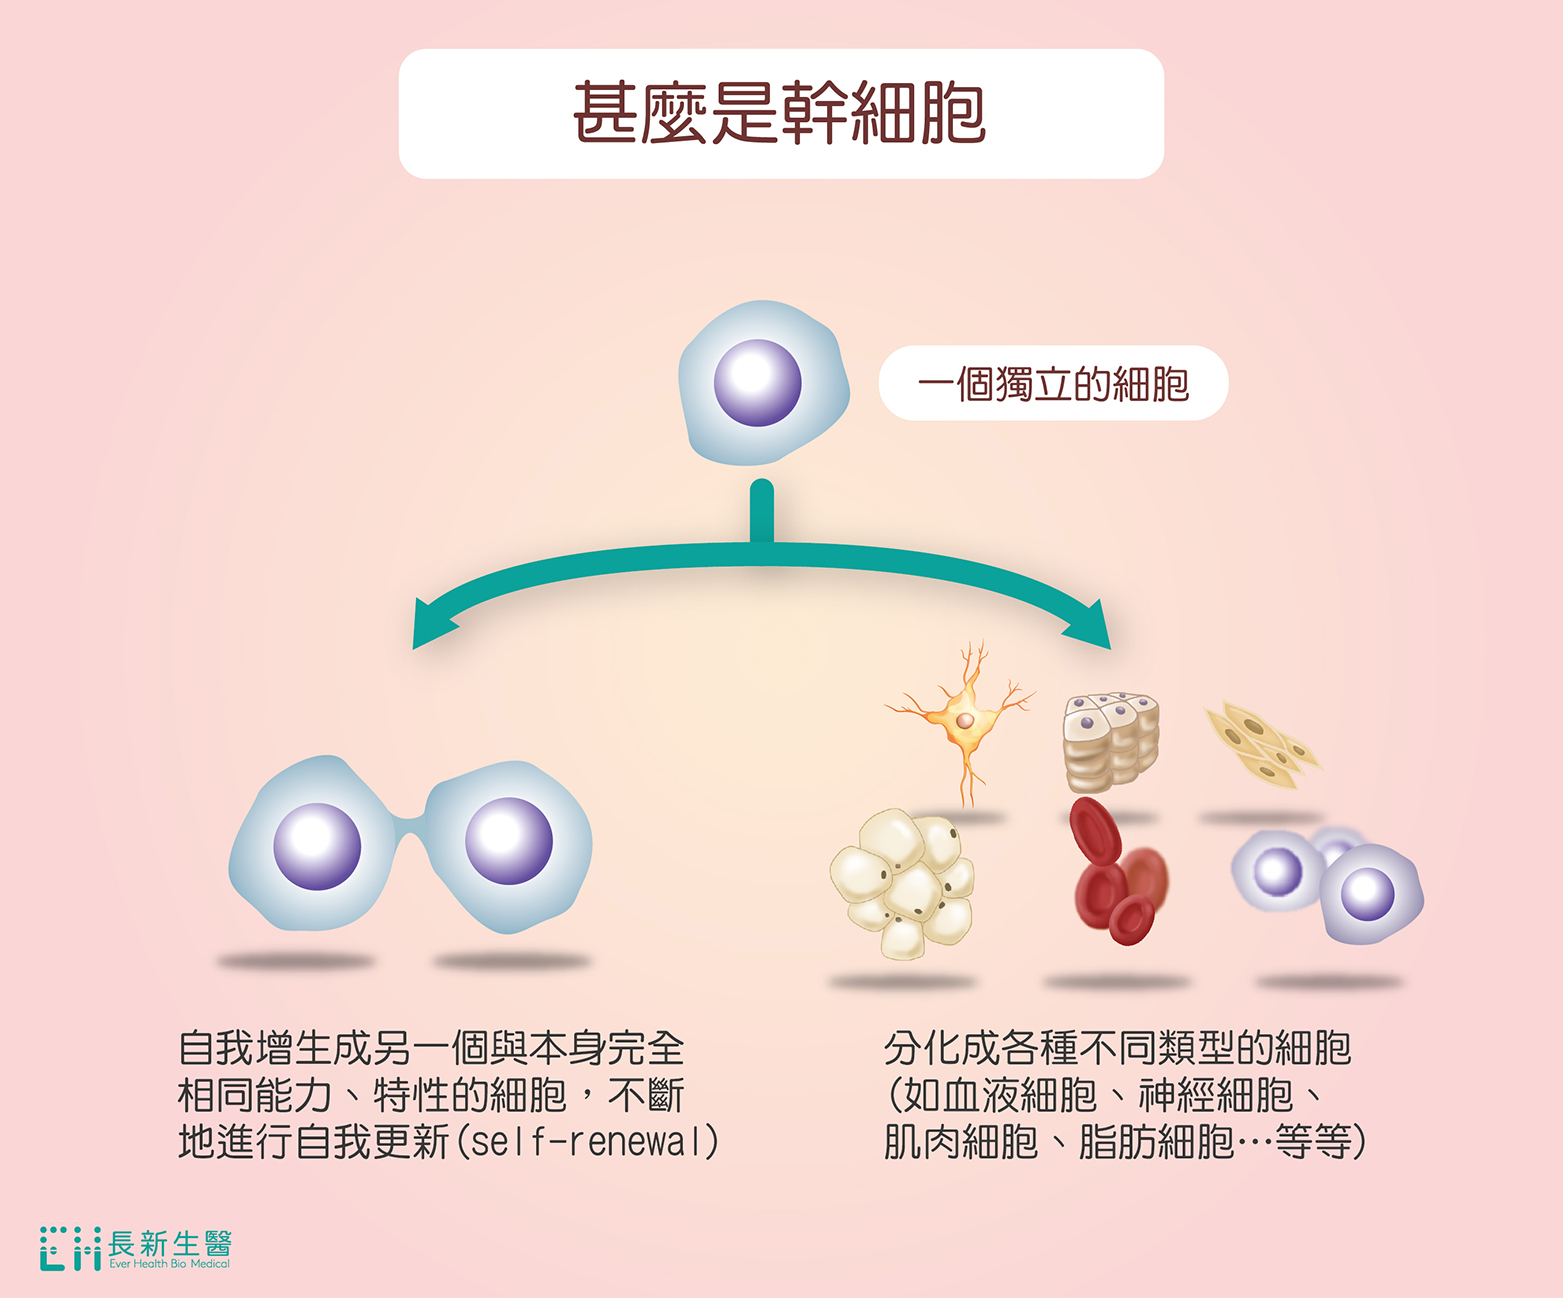 甚麼是幹細胞
一個獨立的細胞
自我增生成另一個與本身完全
相同能力、特性的細胞，不斷
地進行自我更新(self-renewal)
分化成各種不同類型的細胞
(如血液細胞、神經細胞、
肌肉細胞、脂肪細胞…等等)
EH 長新生醫
Ever Health Bio Medical